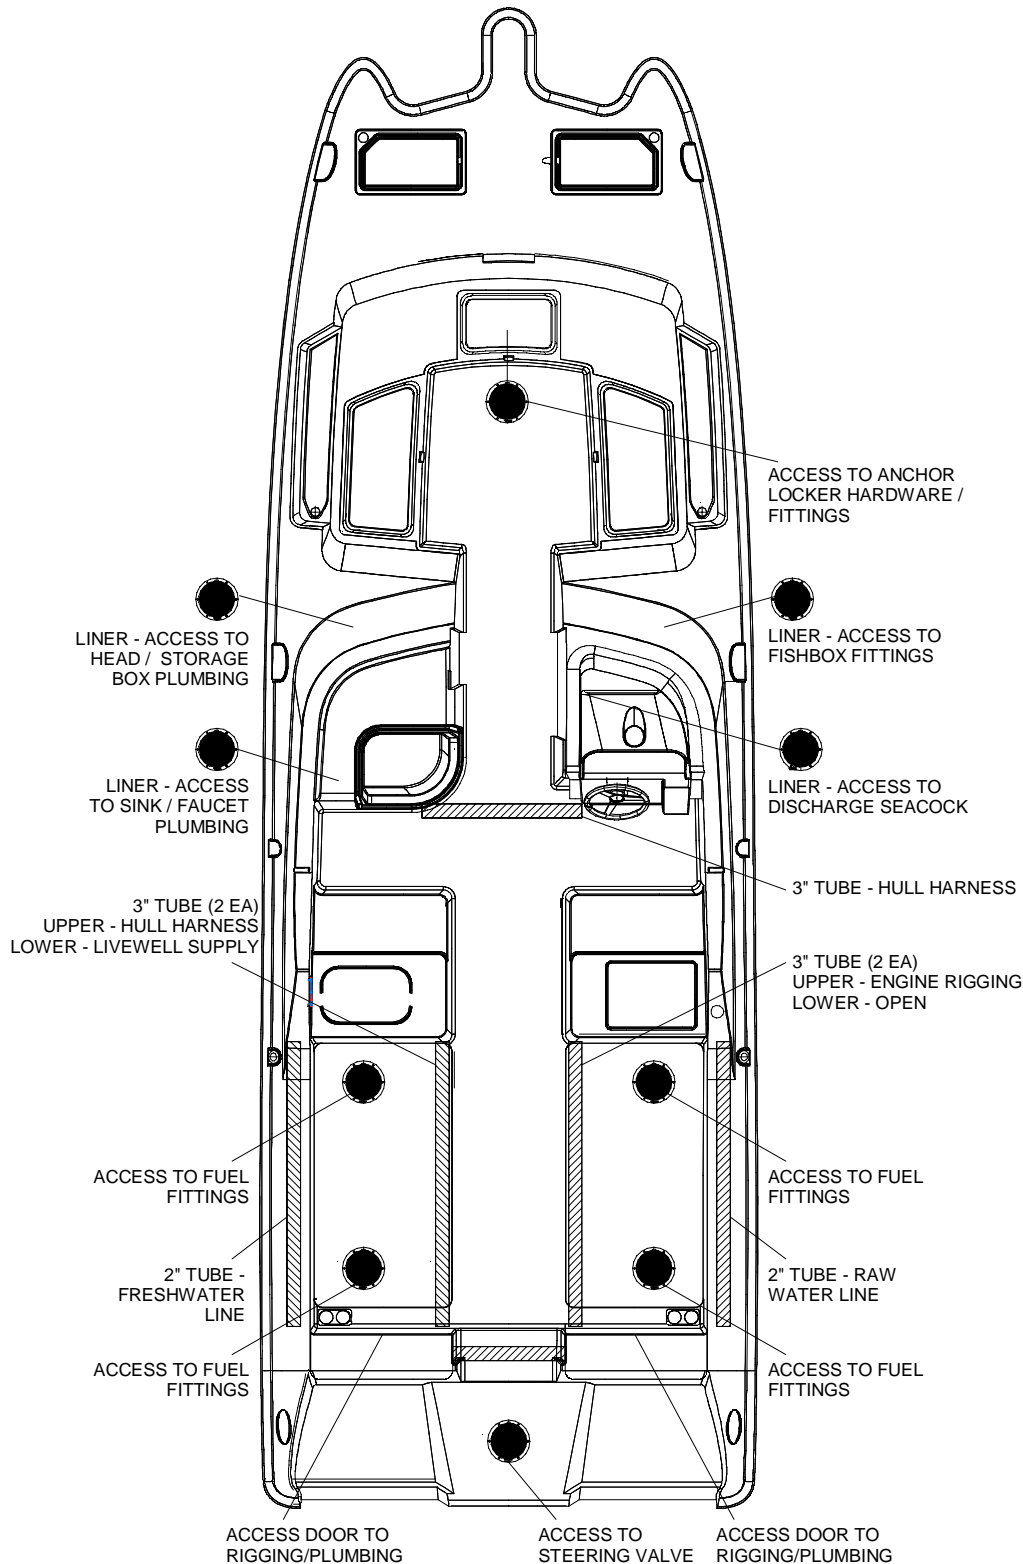 ACCESS TO ANCHOR
LOCKER HARDWARE /
FITTINGS
LINER - ACCESS TO
HEAD / STORAGE
BOX PLUMBING
LINER - ACCESS TO
FISHBOX FITTINGS
LINER - ACCESS
TO SINK / FAUCET
PLUMBING
LINER - ACCESS TO
DISCHARGE SEACOCK
3" TUBE - HULL HARNESS
3" TUBE (2 EA)
UPPER - HULL HARNESS
LOWER - LIVEWELL SUPPLY
3" TUBE (2 EA)
UPPER - ENGINE RIGGING
LOWER - OPEN
ACCESS TO FUEL
FITTINGS
ACCESS TO FUEL
FITTINGS
2" TUBE -
FRESHWATER
LINE
2" TUBE - RAW
WATER LINE
ACCESS TO FUEL
FITTINGS
ACCESS TO FUEL
FITTINGS
ACCESS DOOR TO
RIGGING/PLUMBING
ACCESS TO
STEERING VALVE
ACCESS DOOR TO
RIGGING/PLUMBING